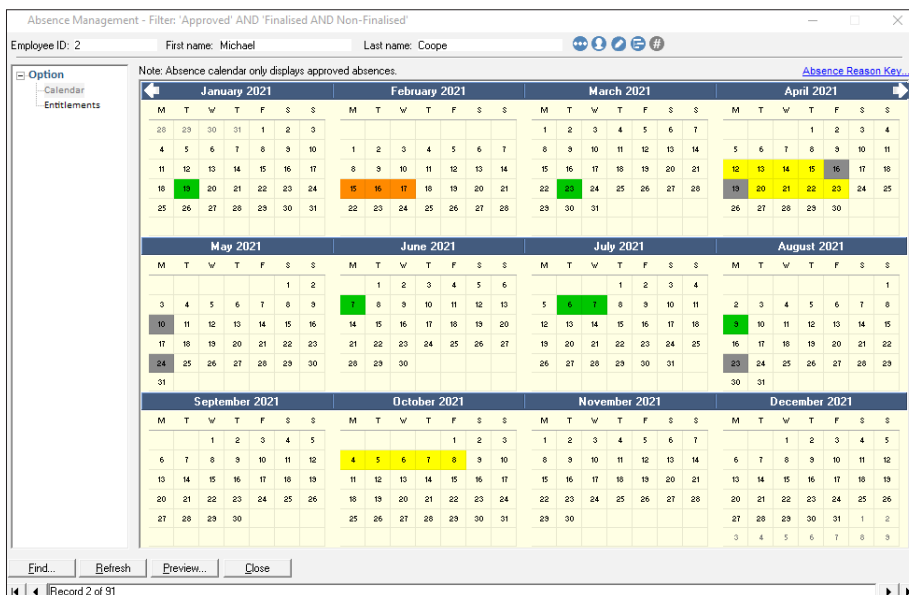 Absence Management - Filter: 'Approved' AND 'Finalised AND Non-Finalised'
Employee ID: 2 First name: Michael Last name: Coope
Option
Calendar
Entitlements
Note: Absence calendar only displays approved absences. Absence Reason Key...
January 2021 February 2021 March 2021 April 2021
M T W T F S S M T W T F S S M T W T F S S M T W T F S S
28 29 30 31 1 2 3 1 2 3 4 5 6 7 1 2 3 4
4 5 6 7 8 9 10 1 2 3 4 5 6 7 8 9 10 11 12 13 14 5 6 7 8 9 10 11
11 12 13 14 15 16 17 8 9 10 11 12 13 14 15 16 17 18 19 20 21 12 13 14 15 16 17 18
18 19 20 21 22 23 24 15 16 17 18 19 20 21 22 23 24 25 26 27 28 19 20 21 22 23 24 25
25 26 27 28 29 30 31 22 23 24 25 26 27 28 29 30 31 26 27 28 29 30
May 2021 June 2021 July 2021 August 2021
M T W T F S S M T W T F S S M T W T F S S M T W T F S S
1 2 1 2 3 4 5 6 1 2 3 4 1
3 4 5 6 7 8 9 7 8 9 10 11 12 13 5 6 7 8 9 10 11 2 3 4 5 6 7 8
10 11 12 13 14 15 16 14 15 16 17 18 19 20 12 13 14 15 16 17 18 9 10 11 12 13 14 15
17 18 19 20 21 22 23 21 22 23 24 25 26 27 19 20 21 22 23 24 25 16 17 18 19 20 21 22
24 25 26 27 28 29 30 28 29 30 26 27 28 29 30 31 23 24 25 26 27 28 29
31 30 31
September 2021 October 2021 November 2021 December 2021
M T W T F S S M T W T F S S M T W T F S S M T W T F S S
1 2 3 4 5 1 2 3 1 2 3 4 5 6 7 1 2 3 4 5
6 7 8 9 10 11 12 4 5 6 7 8 9 10 8 9 10 11 12 13 14 6 7 8 9 10 11 12
13 14 15 16 17 18 19 11 12 13 14 15 16 17 15 16 17 18 19 20 21 13 14 15 16 17 18 19
20 21 22 23 24 25 26 18 19 20 21 22 23 24 22 23 24 25 26 27 28 20 21 22 23 24 25 26
27 28 29 30 25 26 27 28 29 30 31 29 30 27 28 29 30 31 1 2
3 4 5 6 7 8 9
Find... Refresh Preview... Close
Record 2 of 91